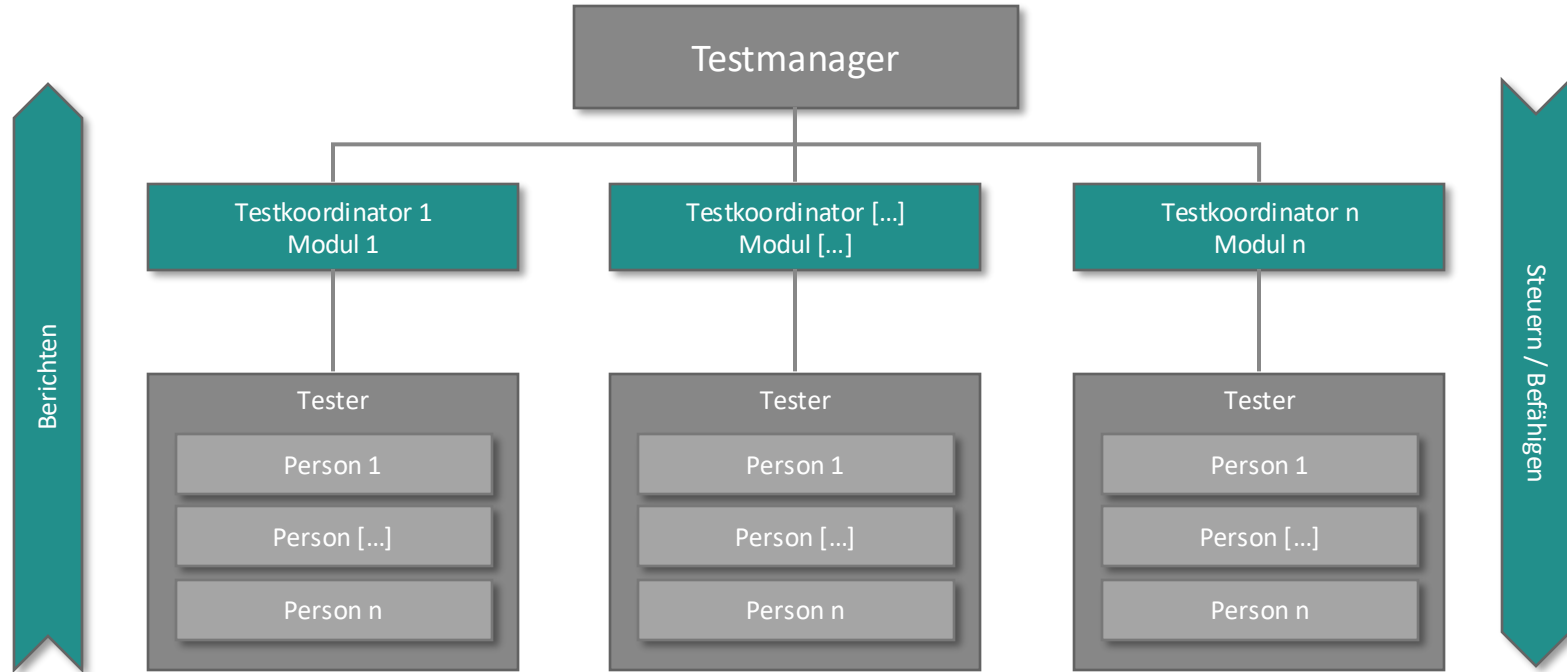 Testmanager
Berichten
Testkoordinator 1
Modul 1
Testkoordinator [...]
Modul [...]
Testkoordinator n
Modul n
Steuern / Befähigen
Tester
Person 1
Person [...]
Person n
Tester
Person 1
Person [...]
Person n
Tester
Person 1
Person [...]
Person n